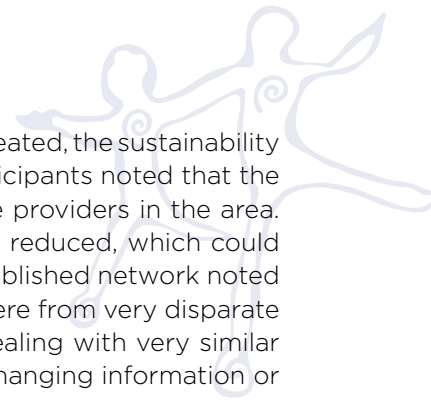 eated, the sustainability
icipants noted that the
e providers in the area.
reduced, which could
blished network noted
ere from very disparate
ealing with very similar
hanging information or